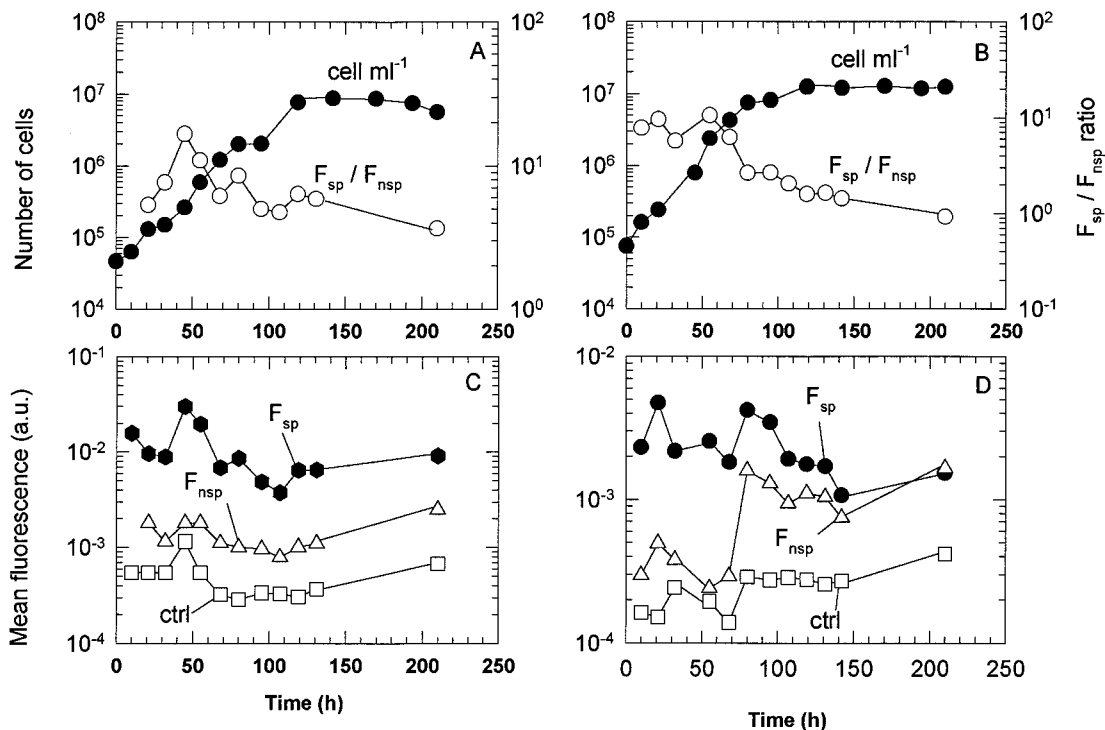 10^8
10^7
10^6
10^5
10^4
Number of cells
A
cell ml^-1
F_sp / F_nsp
10^2
10^1
10^0
0 50 100 150 200 250
10^8
10^7
10^6
10^5
10^4
B
cell ml^-1
F_sp / F_nsp
10^2
10^1
10^0
10^-1
F_sp / F_nsp ratio
0 50 100 150 200 250
10^-1
10^-2
10^-3
10^-4
Mean fluorescence (a.u.)
C
F_sp
F_nsp
ctrl
0 50 100 150 200 250
Time (h)
10^-2
10^-3
10^-4
D
F_sp
F_nsp
ctrl
0 50 100 150 200 250
Time (h)